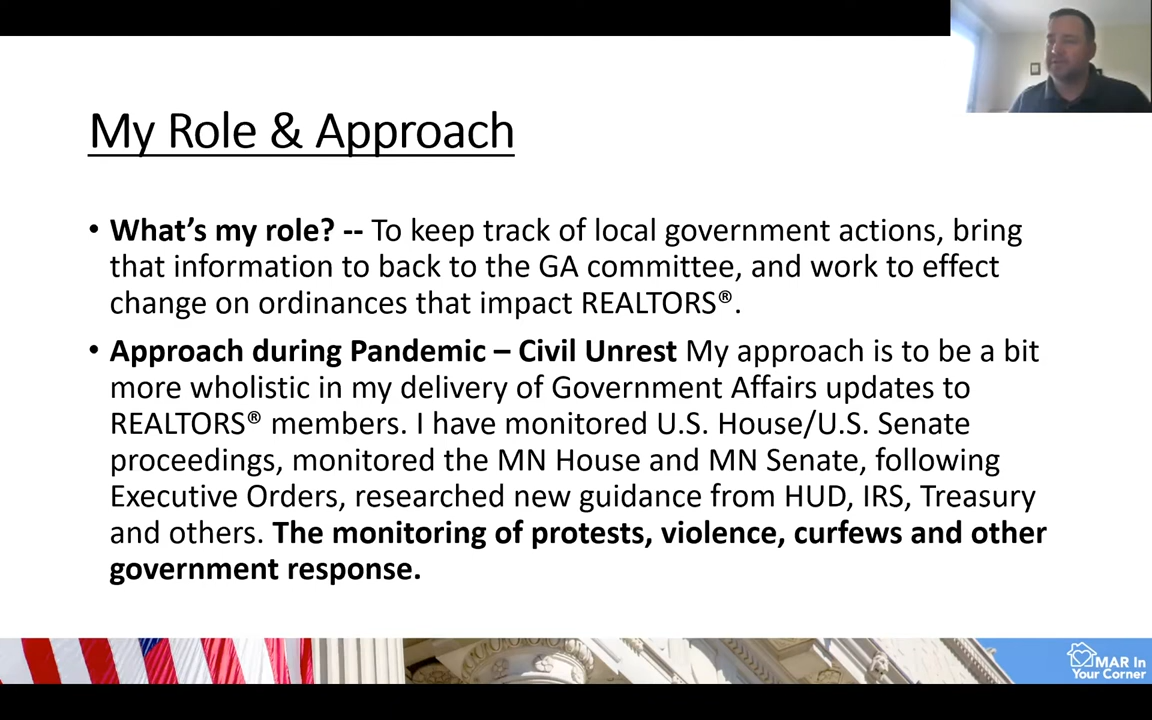 My Role & Approach
• What's my role? -- To keep track of local government actions, bring
that information to back to the GA committee, and work to effect
change on ordinances that impact REALTORS®.
• Approach during Pandemic – Civil Unrest My approach is to be a bit
more wholistic in my delivery of Government Affairs updates to
REALTORS® members. I have monitored U.S. House/U.S. Senate
proceedings, monitored the MN House and MN Senate, following
Executive Orders, researched new guidance from HUD, IRS, Treasury
and others. The monitoring of protests, violence, curfews and other
government response.
MAR In
Your Corner